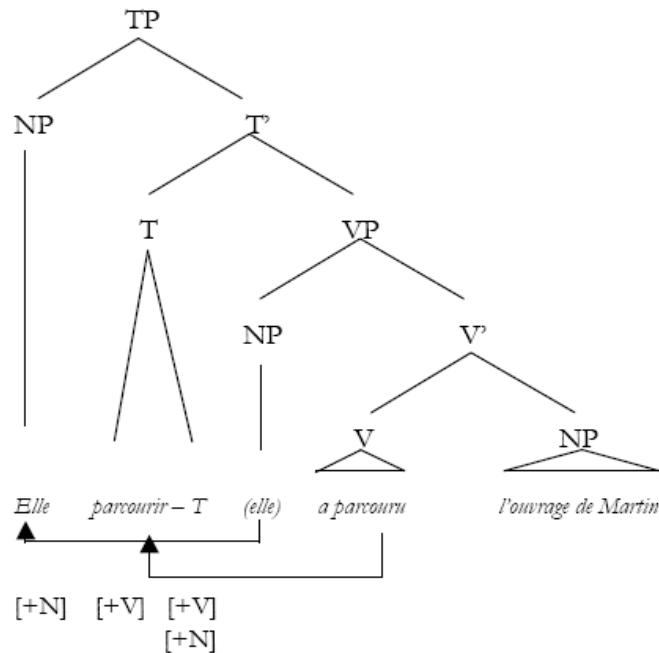 TP
NP T’
T VP
NP V’
V NP
Elle parcourir – T (elle) a parcouru l'ouvrage de Martin
[+N] [+V] [+V]
[+N]